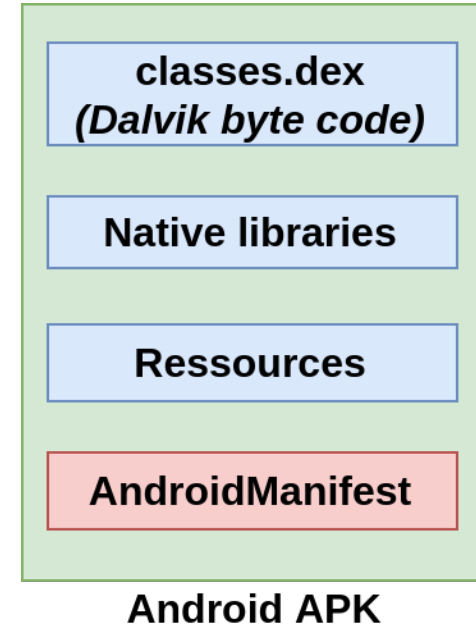 classes.dex
(Dalvik byte code)
Native libraries
Ressources
AndroidManifest
Android APK